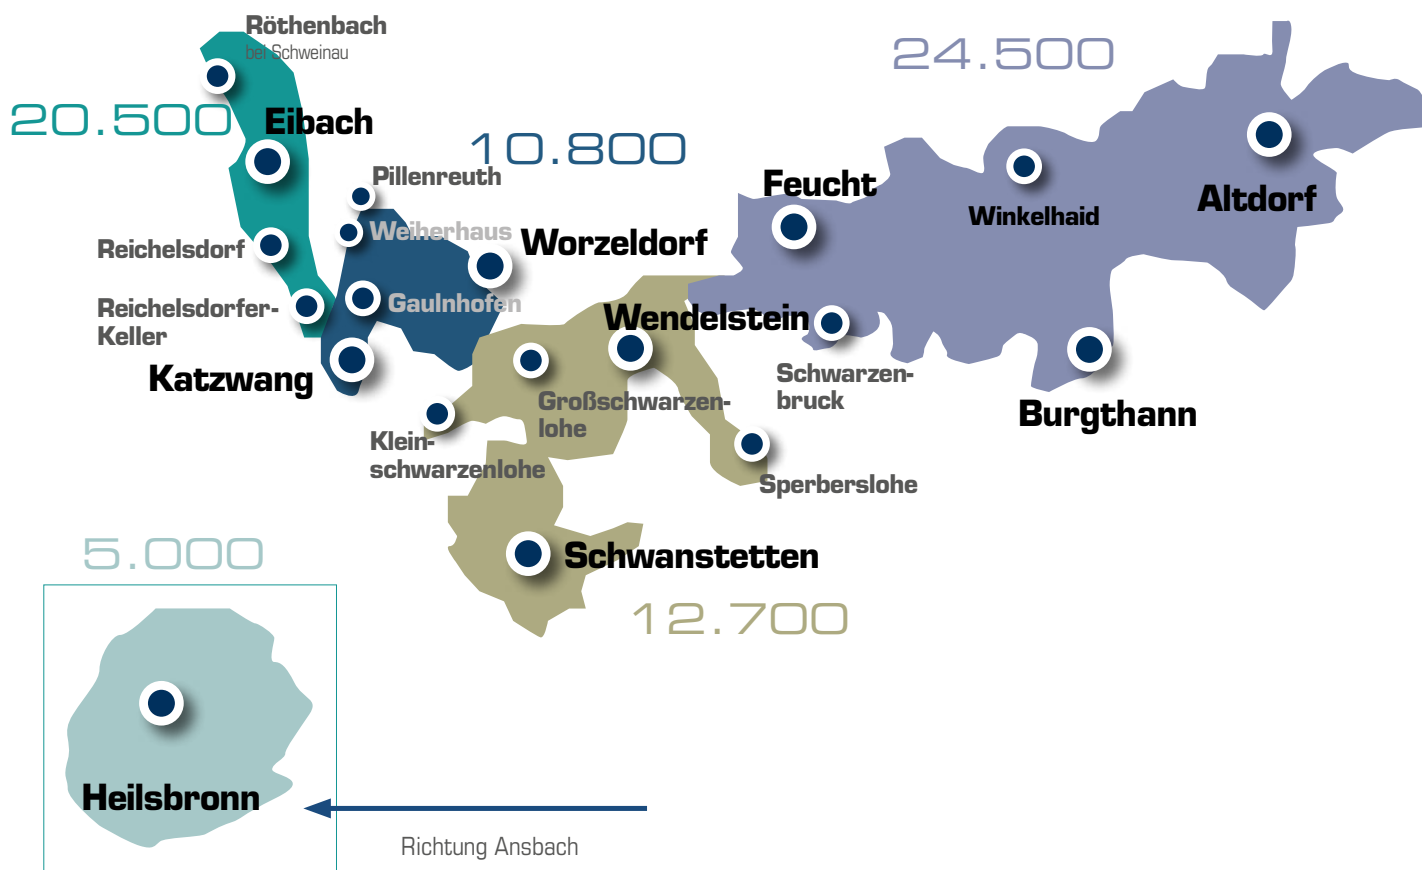 Röthenbach
bei Schweinau
24.500
20.500
Eibach
10.800
Pillenreuth
Feucht
Altdorf
Winkelhaid
Weiherhaus
Worzeldorf
Reichelsdorf
Gaulnhofen
Reichelsdorfer-
Keller
Wendelstein
Katzwang
Schwarzen-
bruck
Großschwarzen-
lohe
Burgthann
Klein-
schwarzenlohe
Sperberslohe
5.000
Schwanstetten
12.700
Heilsbronn
Richtung Ansbach